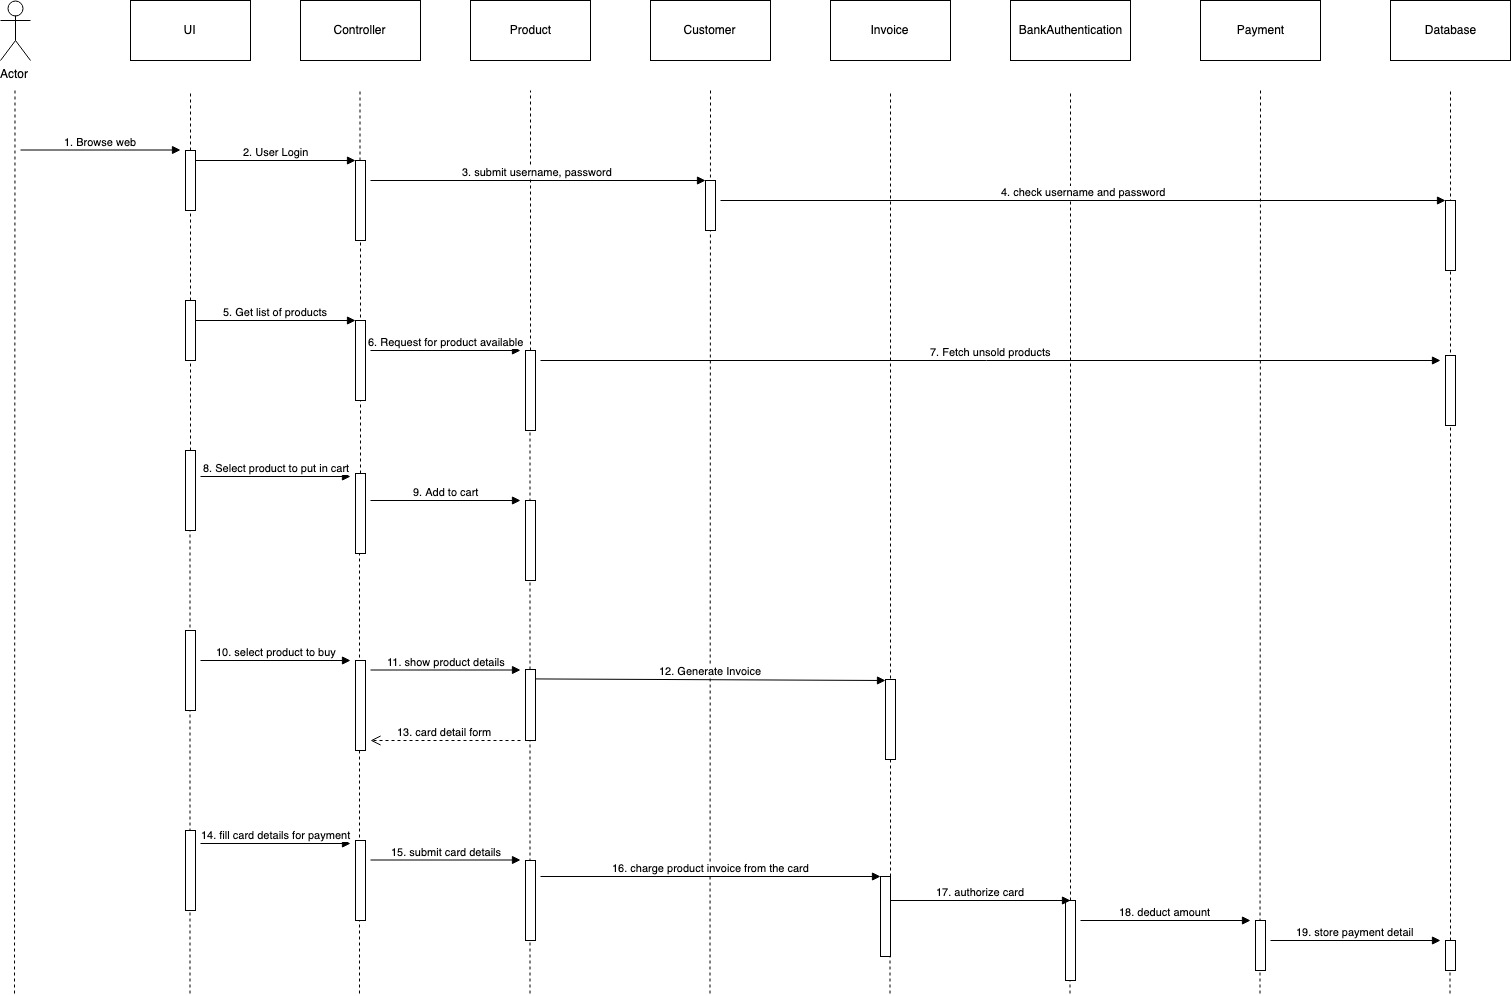 UI
Controller
Product
Customer
Invoice
BankAuthentication
Payment
Database
Actor
1. Browse web
2. User Login
3. submit username, password
4. check username and password
5. Get list of products
6. Request for product available
7. Fetch unsold products
8. Select product to put in cart
9. Add to cart
10. select product to buy
11. show product details
12. Generate Invoice
13. card detail form
14. fill card details for payment
15. submit card details
16. charge product invoice from the card
17. authorize card
18. deduct amount
19. store payment detail